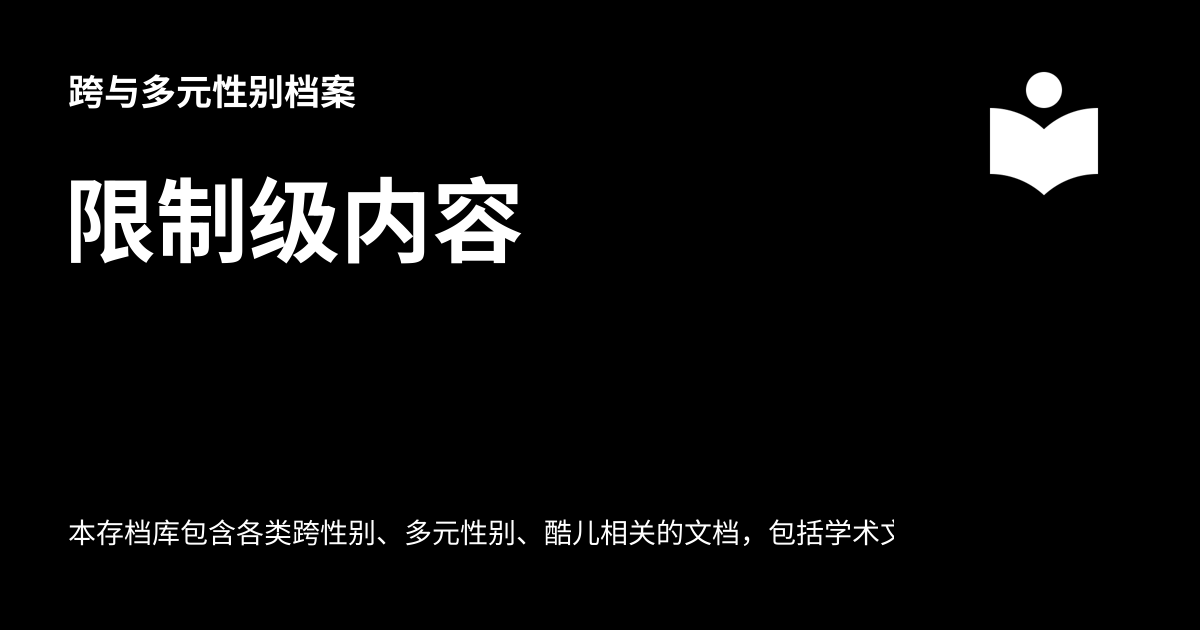 跨与多元性别档案
限制级内容
本存档库包含各类跨性别、多元性别、酷儿相关的文档，包括学术